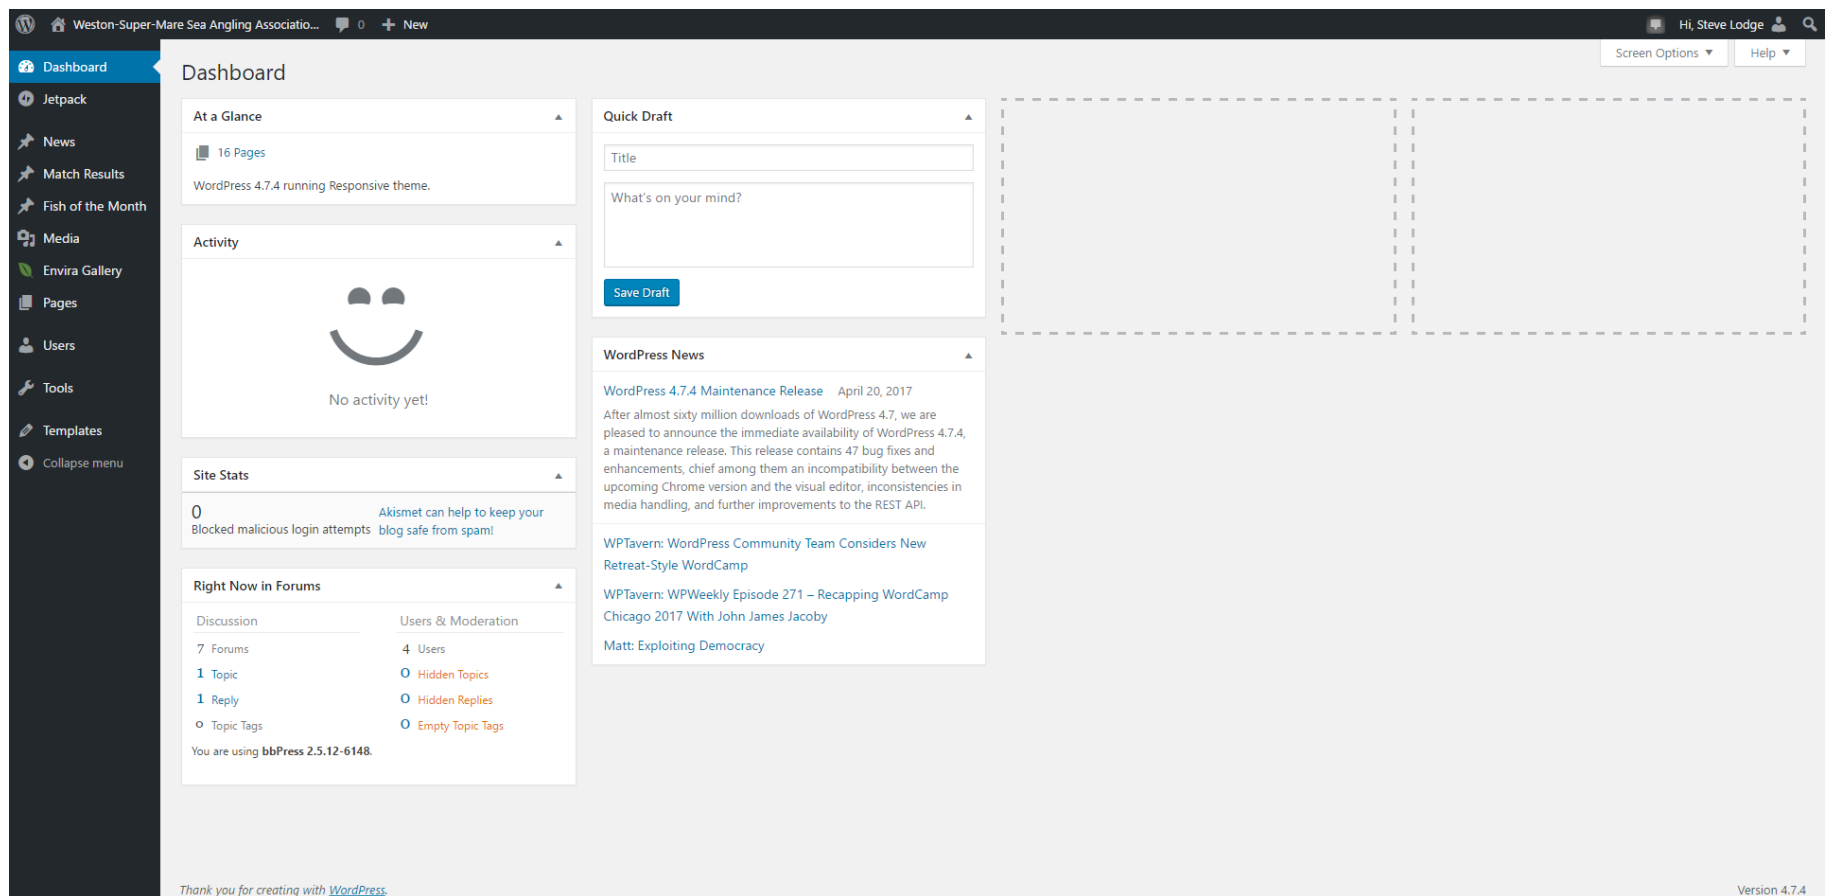 Weston-Super-Mare Sea Angling Associatio...
0
New
Hi, Steve Lodge
Dashboard
Jetpack
News
Match Results
Fish of the Month
Media
Envira Gallery
Pages
Users
Tools
Templates
Collapse menu
Screen Options
Help
Dashboard
At a Glance
16 Pages
WordPress 4.7.4 running Responsive theme.
Activity
No activity yet!
Site Stats
0
Blocked malicious login attempts
Akismet can help to keep your
blog safe from spam!
Right Now in Forums
Discussion
7 Forums
1 Topic
1 Reply
0 Topic Tags
Users & Moderation
4 Users
0 Hidden Topics
0 Hidden Replies
0 Empty Topic Tags
You are using bbPress 2.5.12-6148.
Quick Draft
Title
What's on your mind?
Save Draft
WordPress News
WordPress 4.7.4 Maintenance Release April 20, 2017
After almost sixty million downloads of WordPress 4.7, we are
pleased to announce the immediate availability of WordPress 4.7.4,
a maintenance release. This release contains 47 bug fixes and
enhancements, chief among them an incompatibility between the
upcoming Chrome version and the visual editor, inconsistencies in
media handling, and further improvements to the REST API.
WPTavern: WordPress Community Team Considers New
Retreat-Style WordCamp
WPTavern: WPWeekly Episode 271 – Recapping WordCamp
Chicago 2017 With John James Jacoby
Matt: Exploiting Democracy
Thank you for creating with WordPress.
Version 4.7.4